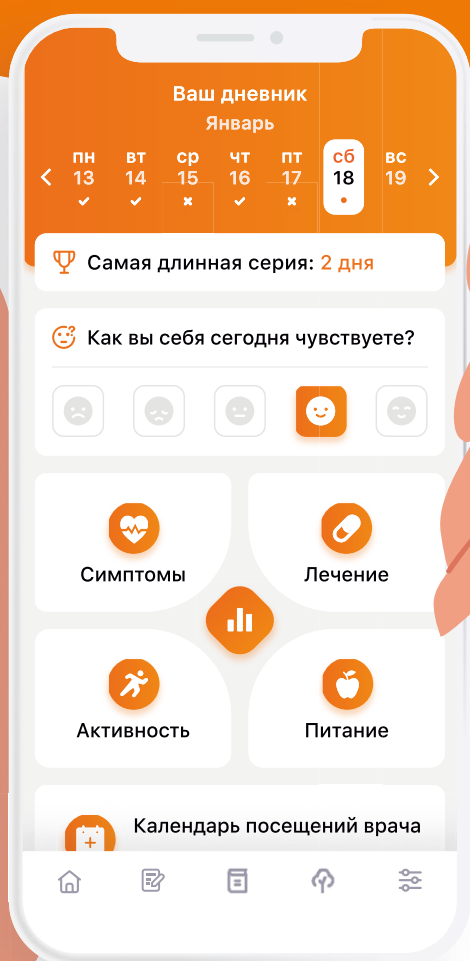 Ваш дневник
Январь
пн вт ср чт пт сб вс
13 14 15 16 17 18 19
Самая длинная серия: 2 дня
Как вы себя сегодня чувствуете?
Симптомы Лечение
Активность Питание
Календарь посещений врача